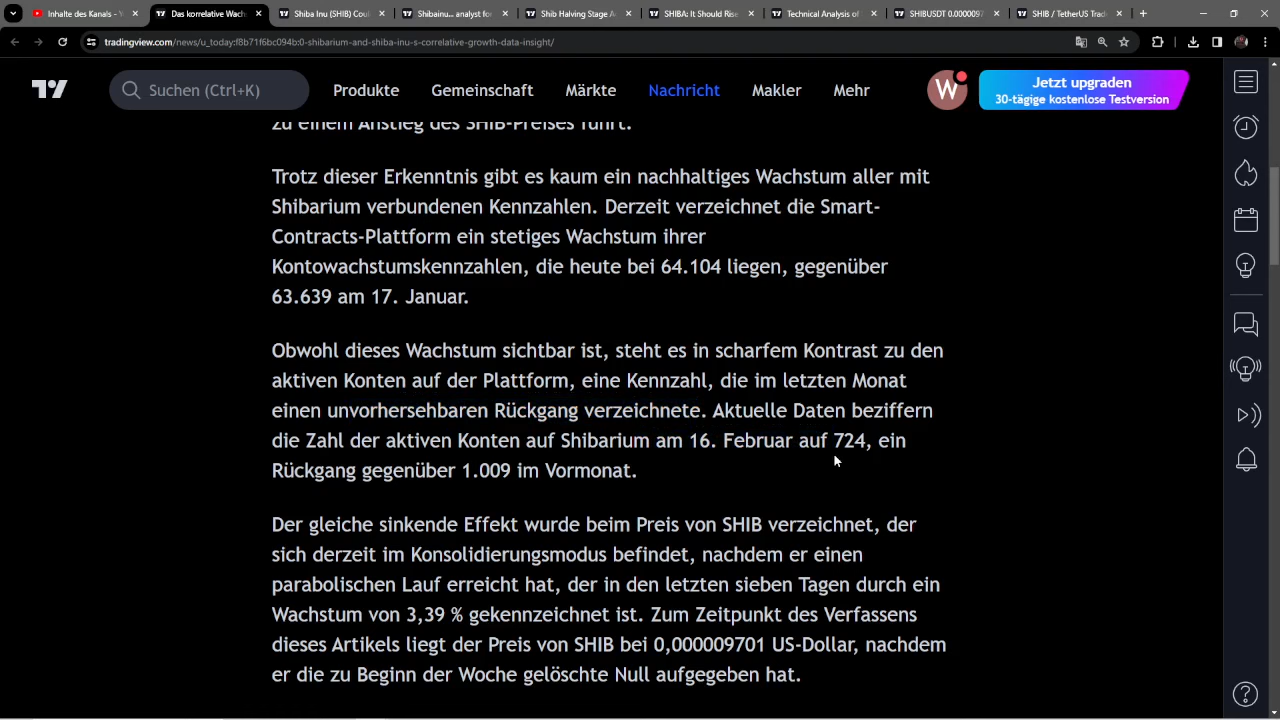 Inhalte des Kanals – Y
Das korrelative Wach
Shiba Inu (SHIB) Cou
Shibainu... analyst fo
Shib Halving Stage A
SHIBA: It Should Rise
Technical Analysis of
SHIBUSDT 0.0000097
SHIB / TetherUS Trad
tradingview.com/news/u_today:f8b71f6bc094b:0-shibarium-and-shiba-inu-s-correlative-growth-data-insight/
Suchen (Ctrl+K)
Produkte
Gemeinschaft
Märkte
Nachricht
Makler
Mehr
W
Jetzt upgraden
30-tägige kostenlose Testversion
zu einem Anstieg des SHIB-Preises führt.
Trotz dieser Erkenntnis gibt es kaum ein nachhaltiges Wachstum aller mit
Shibarium verbundenen Kennzahlen. Derzeit verzeichnet die Smart-
Contracts-Plattform ein stetiges Wachstum ihrer
Kontowachstumskennzahlen, die heute bei 64.104 liegen, gegenüber
63.639 am 17. Januar.
Obwohl dieses Wachstum sichtbar ist, steht es in scharfem Kontrast zu den
aktiven Konten auf der Plattform, eine Kennzahl, die im letzten Monat
einen unvorhersehbaren Rückgang verzeichnete. Aktuelle Daten beziffern
die Zahl der aktiven Konten auf Shibarium am 16. Februar auf 724, ein
Rückgang gegenüber 1.009 im Vormonat.
Der gleiche sinkende Effekt wurde beim Preis von SHIB verzeichnet, der
sich derzeit im Konsolidierungsmodus befindet, nachdem er einen
parabolischen Lauf erreicht hat, der in den letzten sieben Tagen durch ein
Wachstum von 3,39 % gekennzeichnet ist. Zum Zeitpunkt des Verfassens
dieses Artikels liegt der Preis von SHIB bei 0,000009701 US-Dollar, nachdem
er die zu Beginn der Woche gelöschte Null aufgegeben hat.